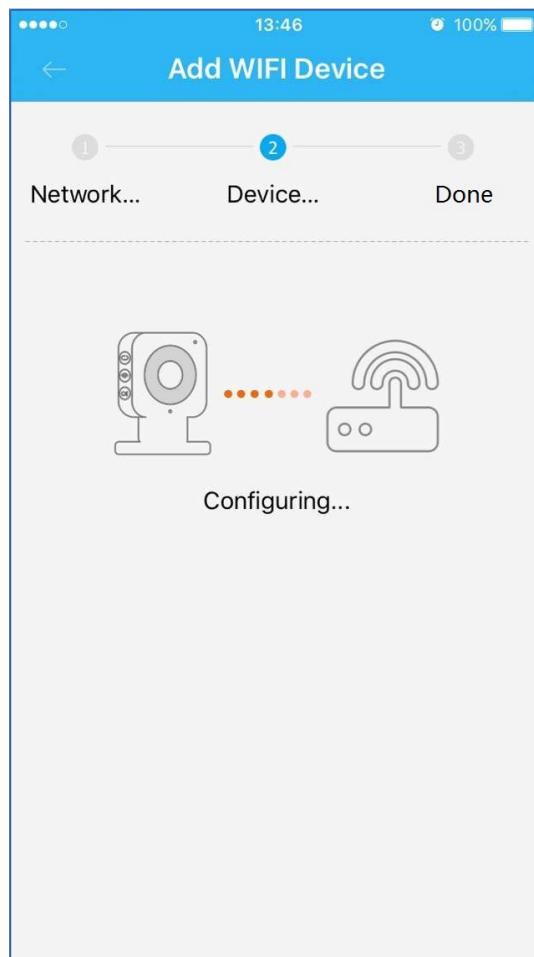 13:46 100%
Add WIFI Device
1 2 3
Network... Device... Done
Configuring...